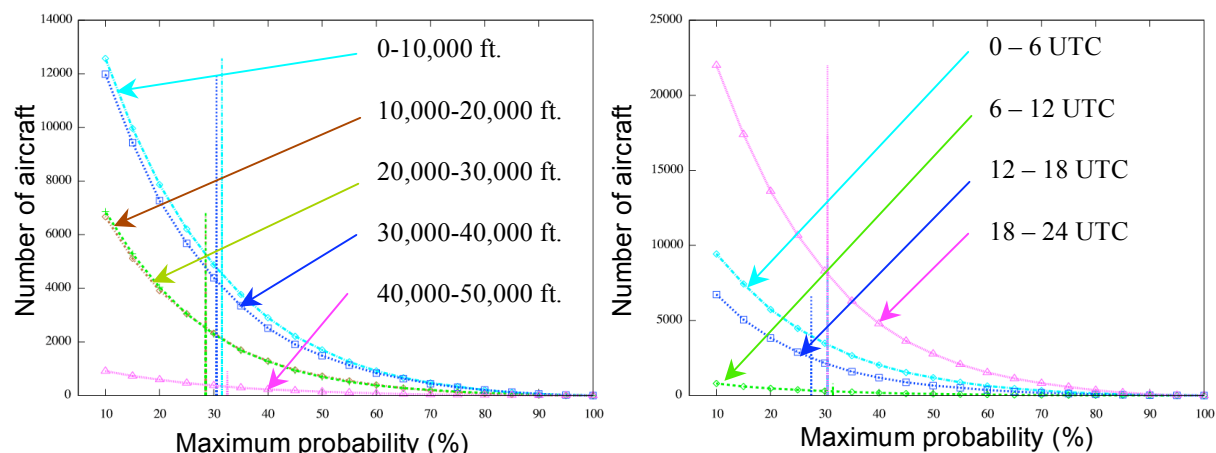 14000
12000
10000
8000
6000
4000
2000
0
Number of aircraft
0-10,000 ft.
10,000-20,000 ft.
20,000-30,000 ft.
30,000-40,000 ft.
40,000-50,000 ft.
10 20 30 40 50 60 70 80 90 100
Maximum probability (%)
25000
20000
15000
10000
5000
0
Number of aircraft
0 – 6 UTC
6 – 12 UTC
12 – 18 UTC
18 – 24 UTC
10 20 30 40 50 60 70 80 90 100
Maximum probability (%)